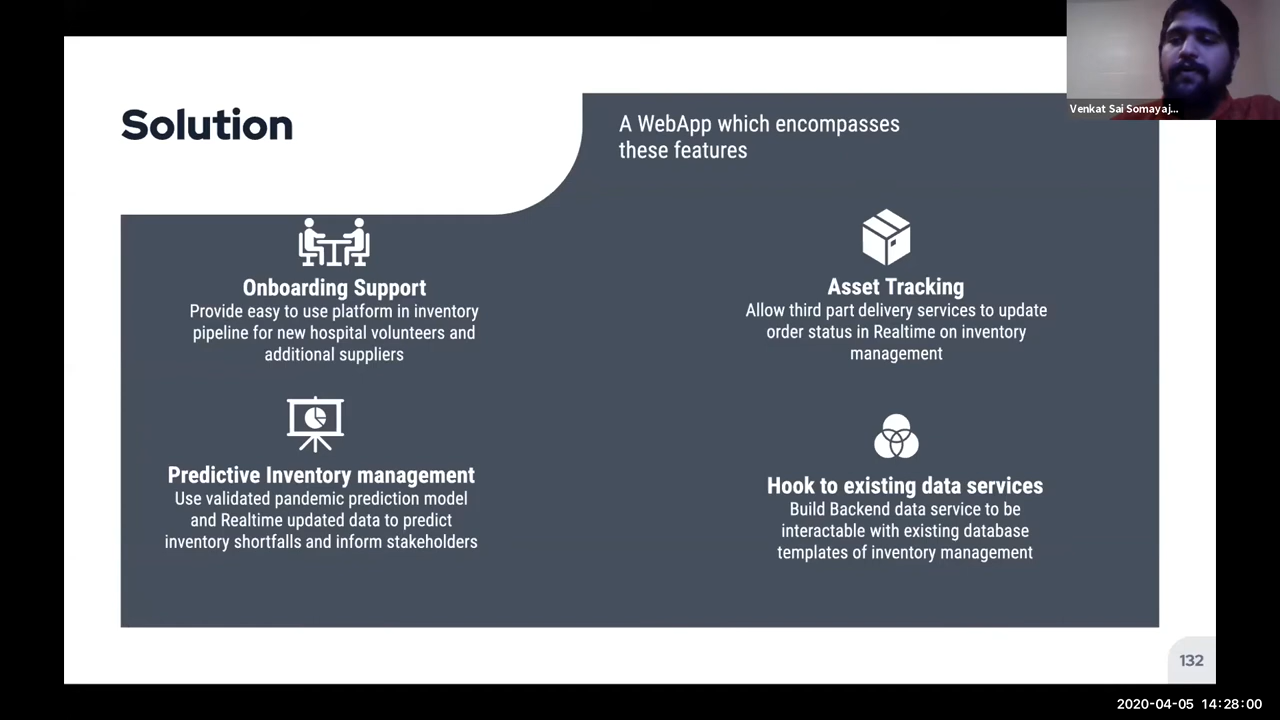 Solution
A WebApp which encompasses
these features
Venkat Sai Somayaj...
Onboarding Support
Provide easy to use platform in inventory
pipeline for new hospital volunteers and
additional suppliers
Asset Tracking
Allow third part delivery services to update
order status in Realtime on inventory
management
Predictive Inventory management
Use validated pandemic prediction model
and Realtime updated data to predict
inventory shortfalls and inform stakeholders
Hook to existing data services
Build Backend data service to be
interactable with existing database
templates of inventory management
132
2020-04-05 14:28:00